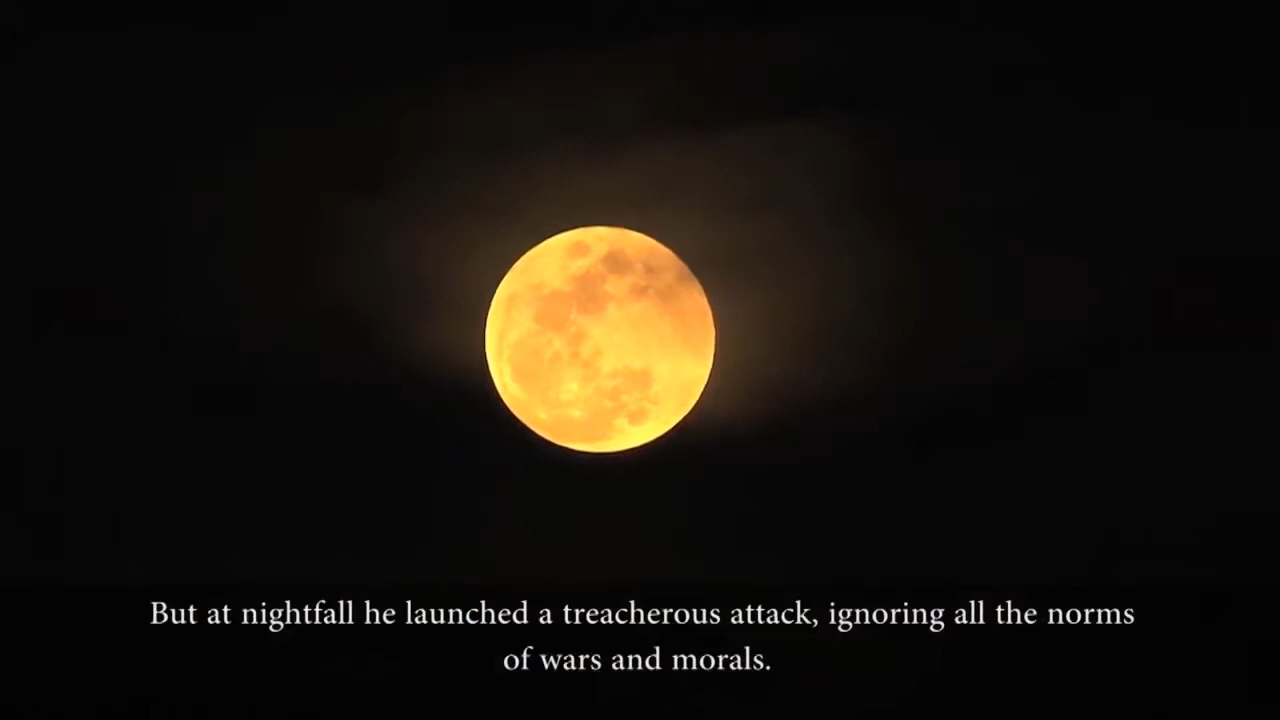 But at nightfall he launched a treacherous attack, ignoring all the norms
of wars and morals.